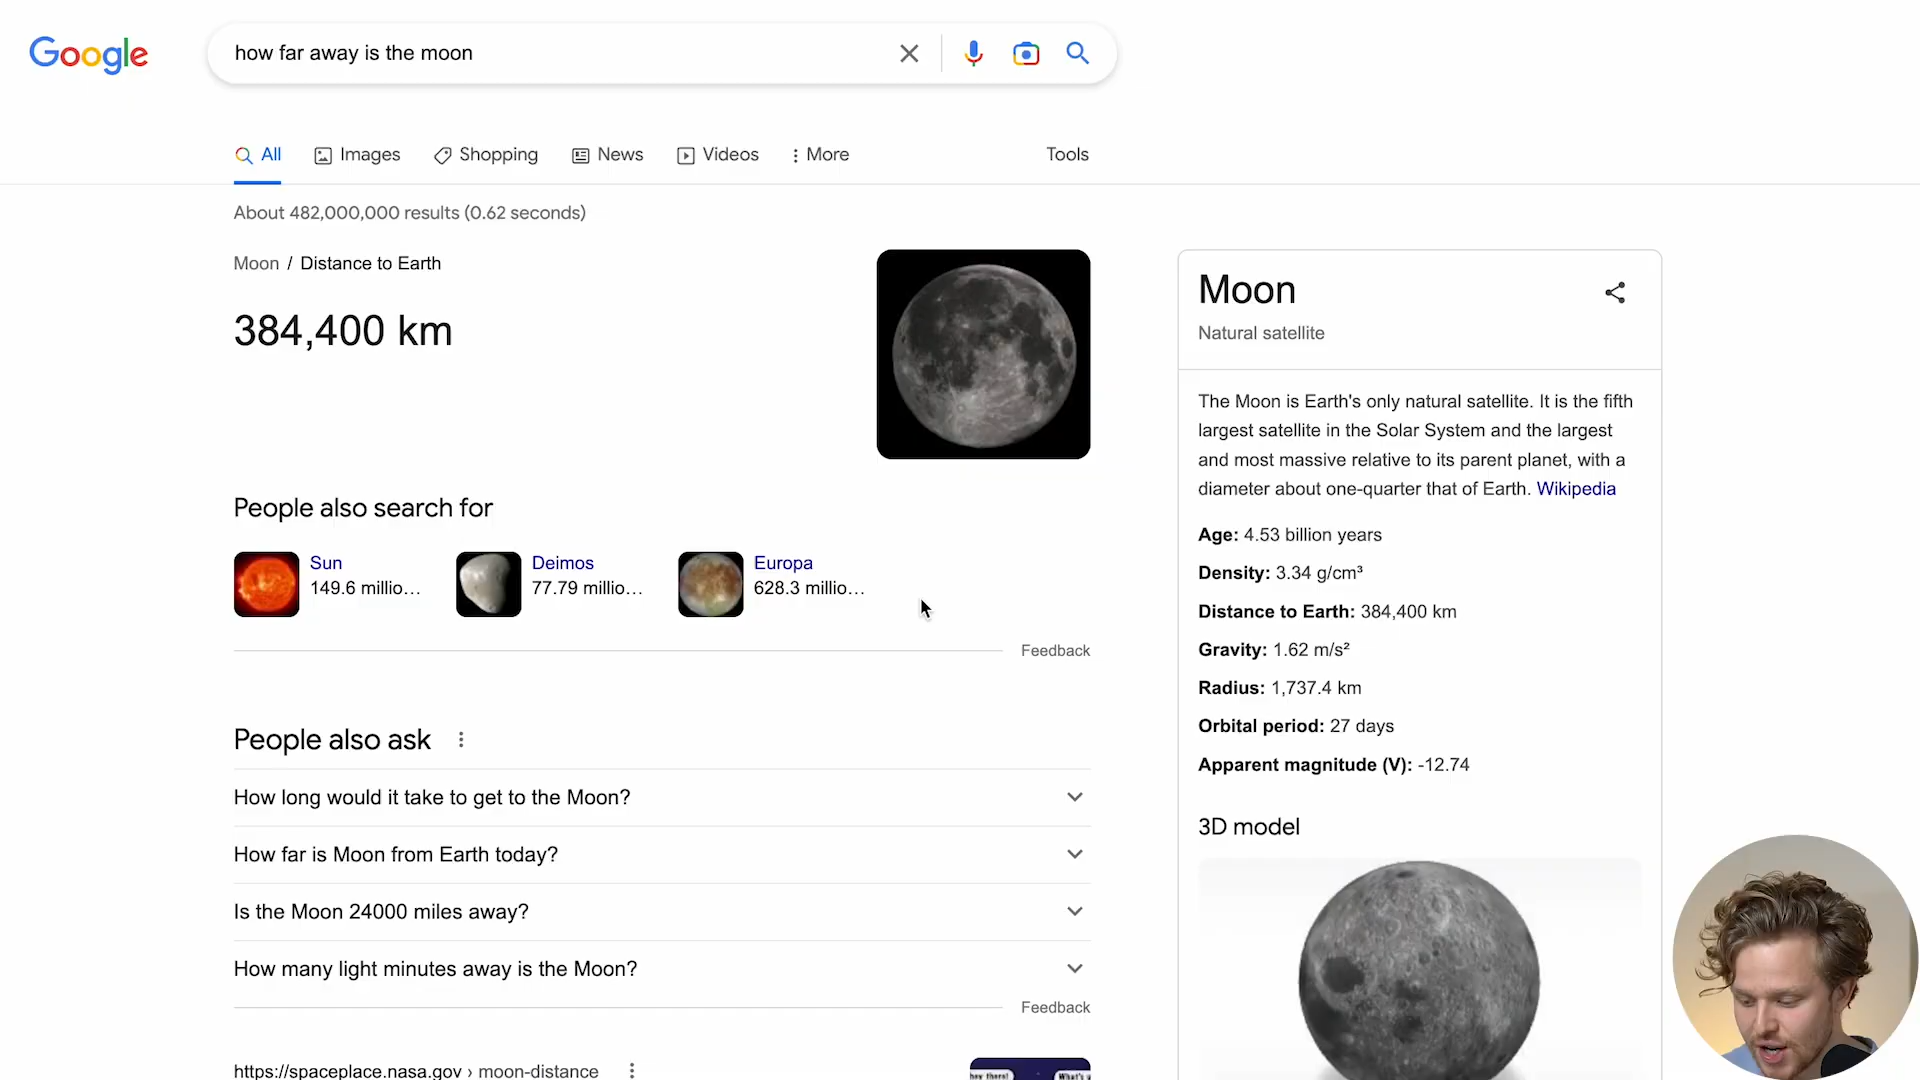 Google
how far away is the moon
All
Images
Shopping
News
Videos
More
Tools
About 482,000,000 results (0.62 seconds)
Moon / Distance to Earth
384,400 km
People also search for
Sun
149.6 millio…
Deimos
77.79 millio…
Europa
628.3 millio…
Feedback
People also ask
How long would it take to get to the Moon?
How far is Moon from Earth today?
Is the Moon 24000 miles away?
How many light minutes away is the Moon?
Feedback
https://spaceplace.nasa.gov › moon-distance
hey there!
Moon
Natural satellite
The Moon is Earth's only natural satellite. It is the fifth
largest satellite in the Solar System and the largest
and most massive relative to its parent planet, with a
diameter about one-quarter that of Earth. Wikipedia
Age: 4.53 billion years
Density: 3.34 g/cm³
Distance to Earth: 384,400 km
Gravity: 1.62 m/s²
Radius: 1,737.4 km
Orbital period: 27 days
Apparent magnitude (V): -12.74
3D model